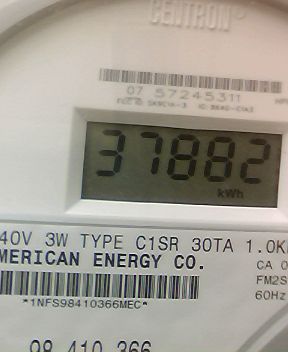 CENTRON
07 57245311
37882
kWh
40V 3W TYPE C1SR 30TA 1.0K
MERICAN ENERGY CO.
CA 0
FM2S
60Hz
*1NFS98410366MEC*
98 410 366